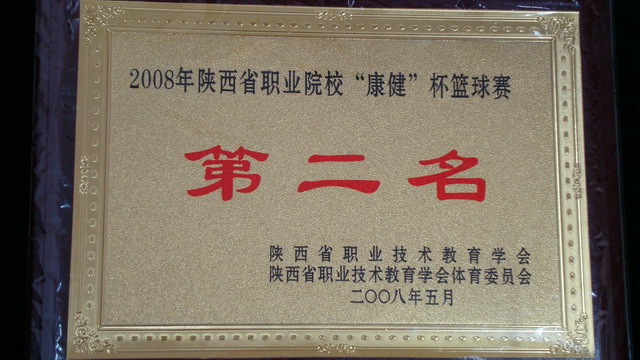 2008年陕西省职业院校“康健”杯篮球赛
第二名
陕西省职业技术教育学会
陕西省职业技术教育学会体育委员会
二〇〇八年五月